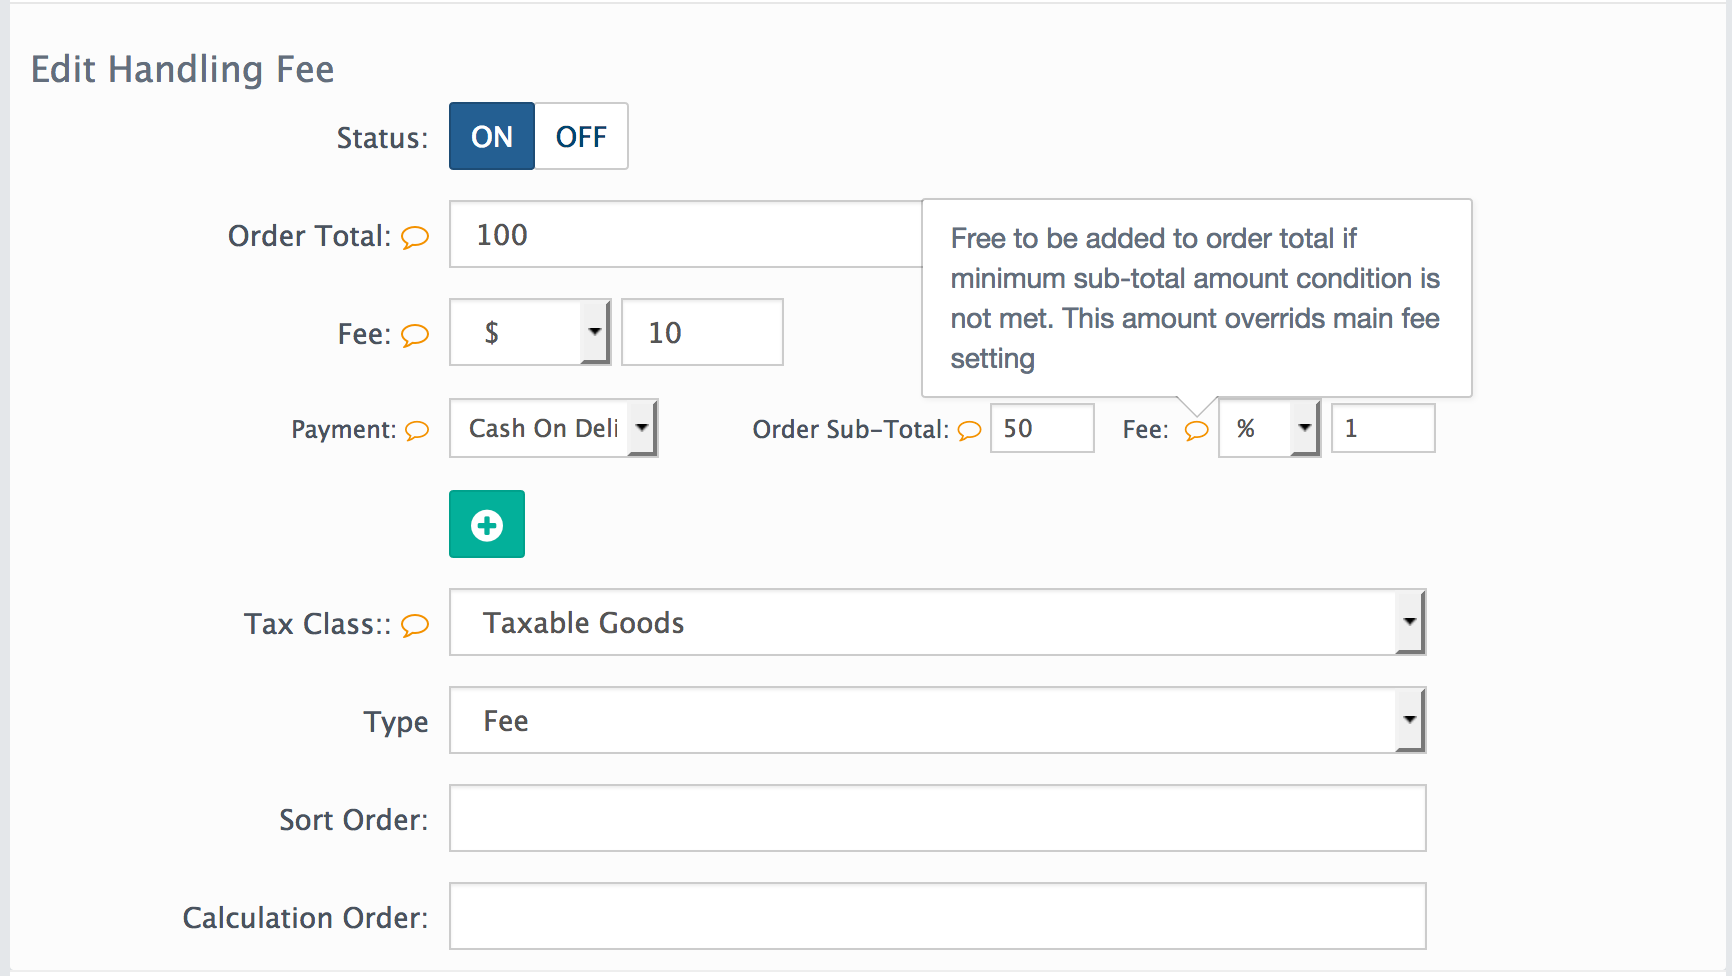 Edit Handling Fee
Status: ON OFF
Order Total: 100
Free to be added to order total if
minimum sub-total amount condition is
not met. This amount overrids main fee
setting
Fee: $ 10
Payment: Cash On Deli Order Sub-Total: 50 Fee: % 1
Tax Class:: Taxable Goods
Type Fee
Sort Order:
Calculation Order: